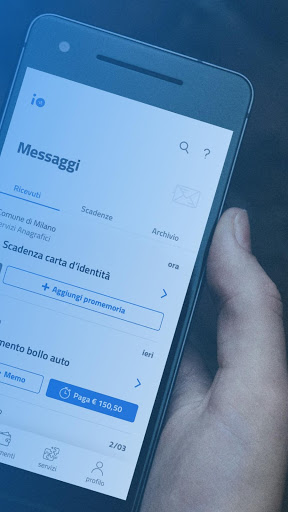 io
Messaggi
Ricevuti Scadenze Archivio
Comune di Milano
Servizi Anagrafici
ora
Scadenza carta d'identità
+ Aggiungi promemoria
ieri
mento bollo auto
Memo
Paga € 150,50
2/03
menti servizi profilo